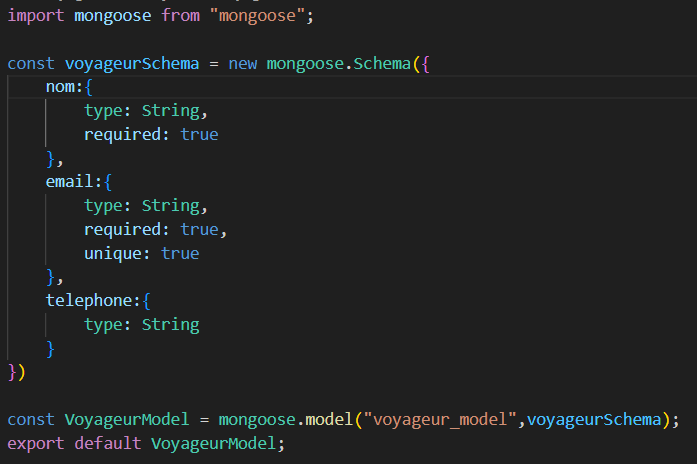 import mongoose from "mongoose";
const voyageurSchema = new mongoose.Schema({
nom:{
type: String,
required: true
},
email:{
type: String,
required: true,
unique: true
},
telephone:{
type: String
}
})
const VoyageurModel = mongoose.model("voyageur_model",voyageurSchema);
export default VoyageurModel;